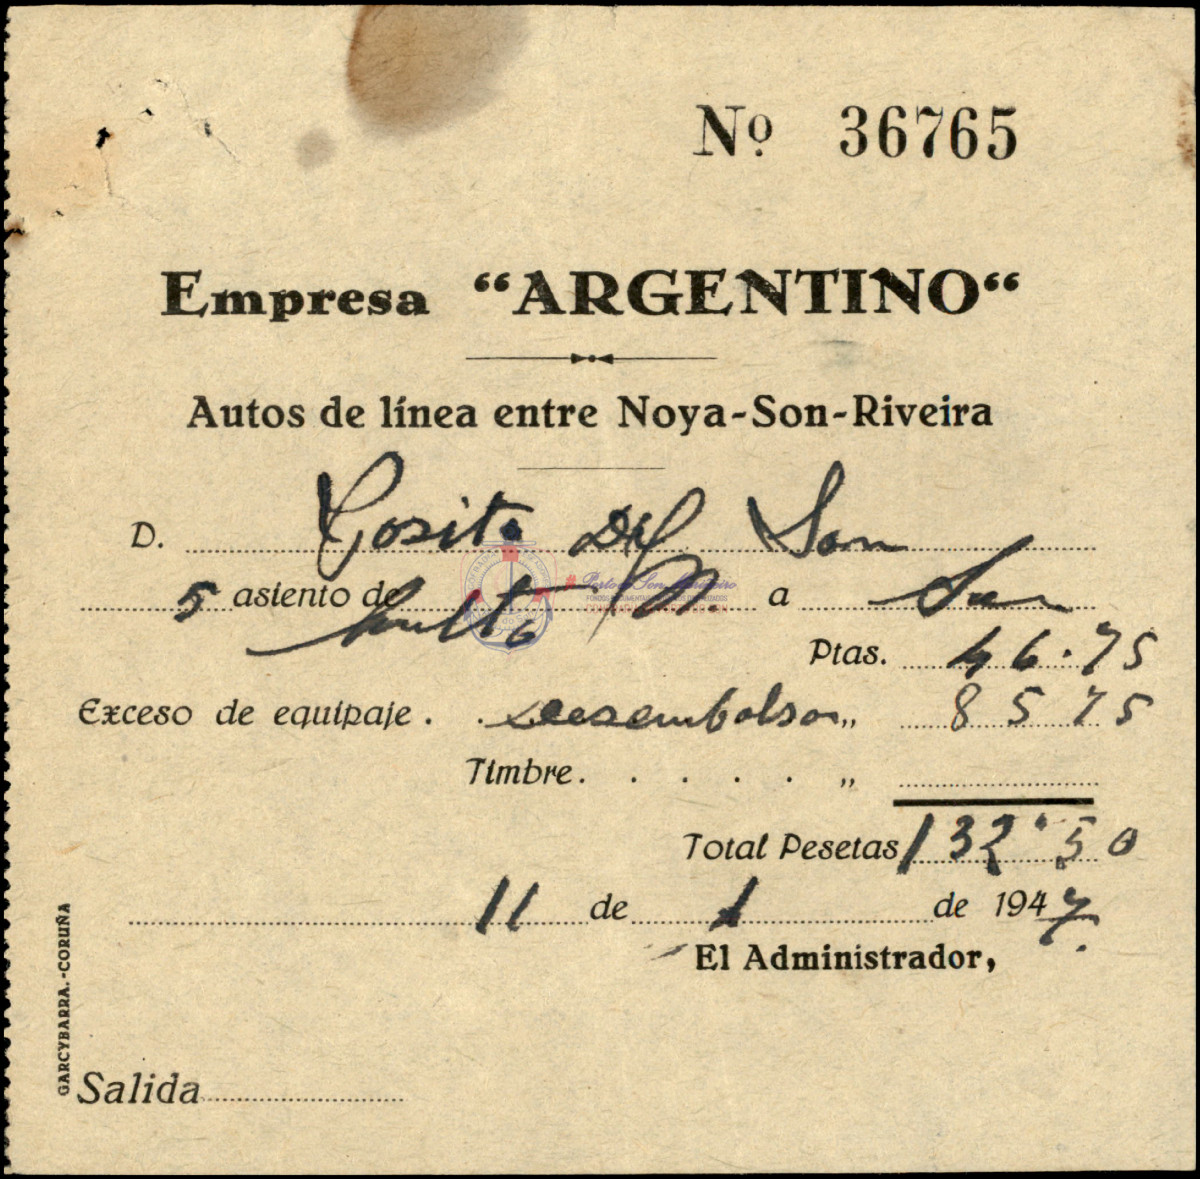 Nº 36765
Empresa “ARGENTINO“
Autos de línea entre Noya-Son-Riveira
D. Del Son
5 asiento de a Son
Ptas. 46.75
Exceso de equipaje . . Desembolsos „ 85 75
Timbre. . . . . „
Total Pesetas 132'50
11 de 1 de 1947.
El Administrador,
GARCYBARRA.-CORUÑA
Salida